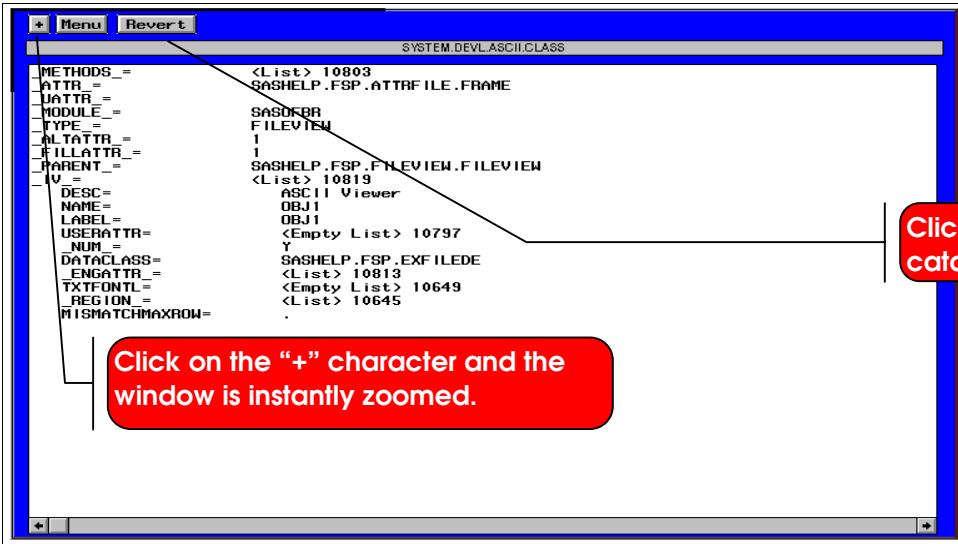 + Menu Revert
SYSTEM.DEVL.ASCII.CLASS
_METHODS_= <List> 10803
_ATTR_= SASHELP.FSP.ATTRFILE.FRAME
_UATTR_=
_MODULE_= SASOFBR
_TYPE_= FILEVIEW
_ALTATTR_= 1
_FILLATTR_= 1
_PARENT_= SASHELP.FSP.FILEVIEW.FILEVIEW
_IV_= <List> 10819
DESC= ASCII Viewer
NAME= OBJ1
LABEL= OBJ1
USERATTR= <Empty List> 10797
_NUM_= Y
DATACLASS= SASHELP.FSP.EXFILEDE
_ENGATTR_= <List> 10813
TXTFONTL= <Empty List> 10649
_REGION_= <List> 10645
MISMATCHMAXROW= .
Click on the “+” character and the
window is instantly zoomed.